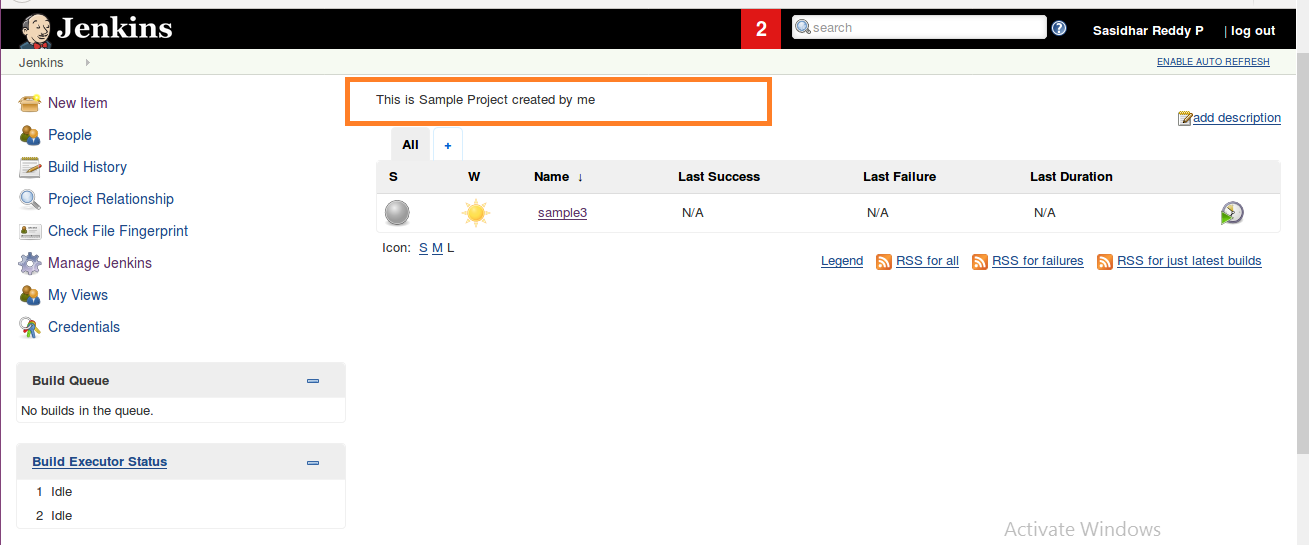 Jenkins
2
search
?
Sasidhar Reddy P | log out
Jenkins
ENABLE AUTO REFRESH
New Item
People
Build History
Project Relationship
Check File Fingerprint
Manage Jenkins
My Views
Credentials
Build Queue
No builds in the queue.
Build Executor Status
1 Idle
2 Idle
This is Sample Project created by me
add description
All +
S W Name ↓ Last Success Last Failure Last Duration
sample3 N/A N/A N/A
Icon: S M L
Legend RSS for all RSS for failures RSS for just latest builds
Activate Windows